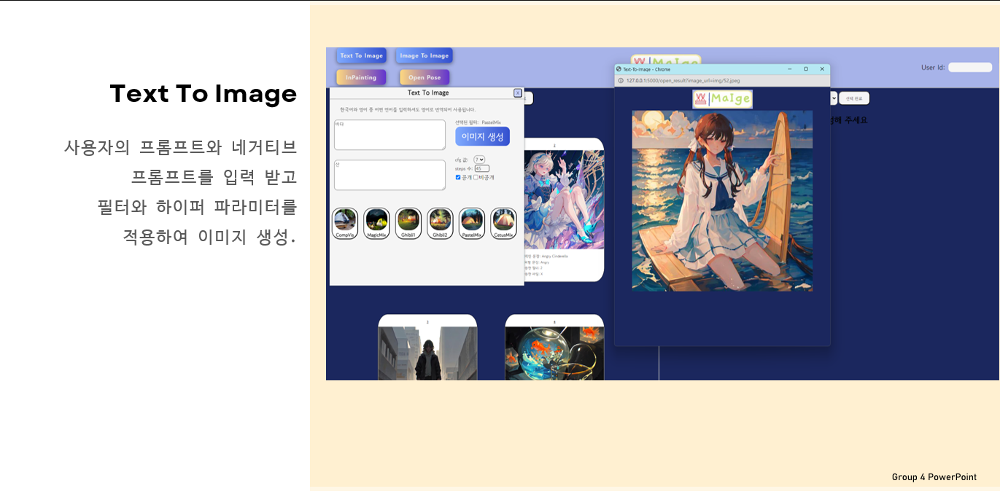 Text To Image
사용자의 프롬프트와 네거티브
프롬프트를 입력 받고
필터와 하이퍼 파라미터를
적용하여 이미지 생성.
Text To Image
Image To Image
InPainting
Open Pose
User Id:
Text To Image
X
한국어와 영어 중 어떤 언어를 입력하셔도 영어로 번역되어 사용됩니다.
바다
선택된 필터: PastelMix
이미지 생성
산
cfg 값: 7
steps 수: 45
공개 비공개
CompVis
MagicMix
Ghibli1
Ghibli2
PastelMix
CetusMix
2
문장: Angry Cinderella
문장: Angry
3
4
MaIge
Text-To-Image - Chrome
127.0.0.1:5000/open_result?image_url=img/52.jpeg
MaIge
선택 완료
해 주세요
Group 4 PowerPoint